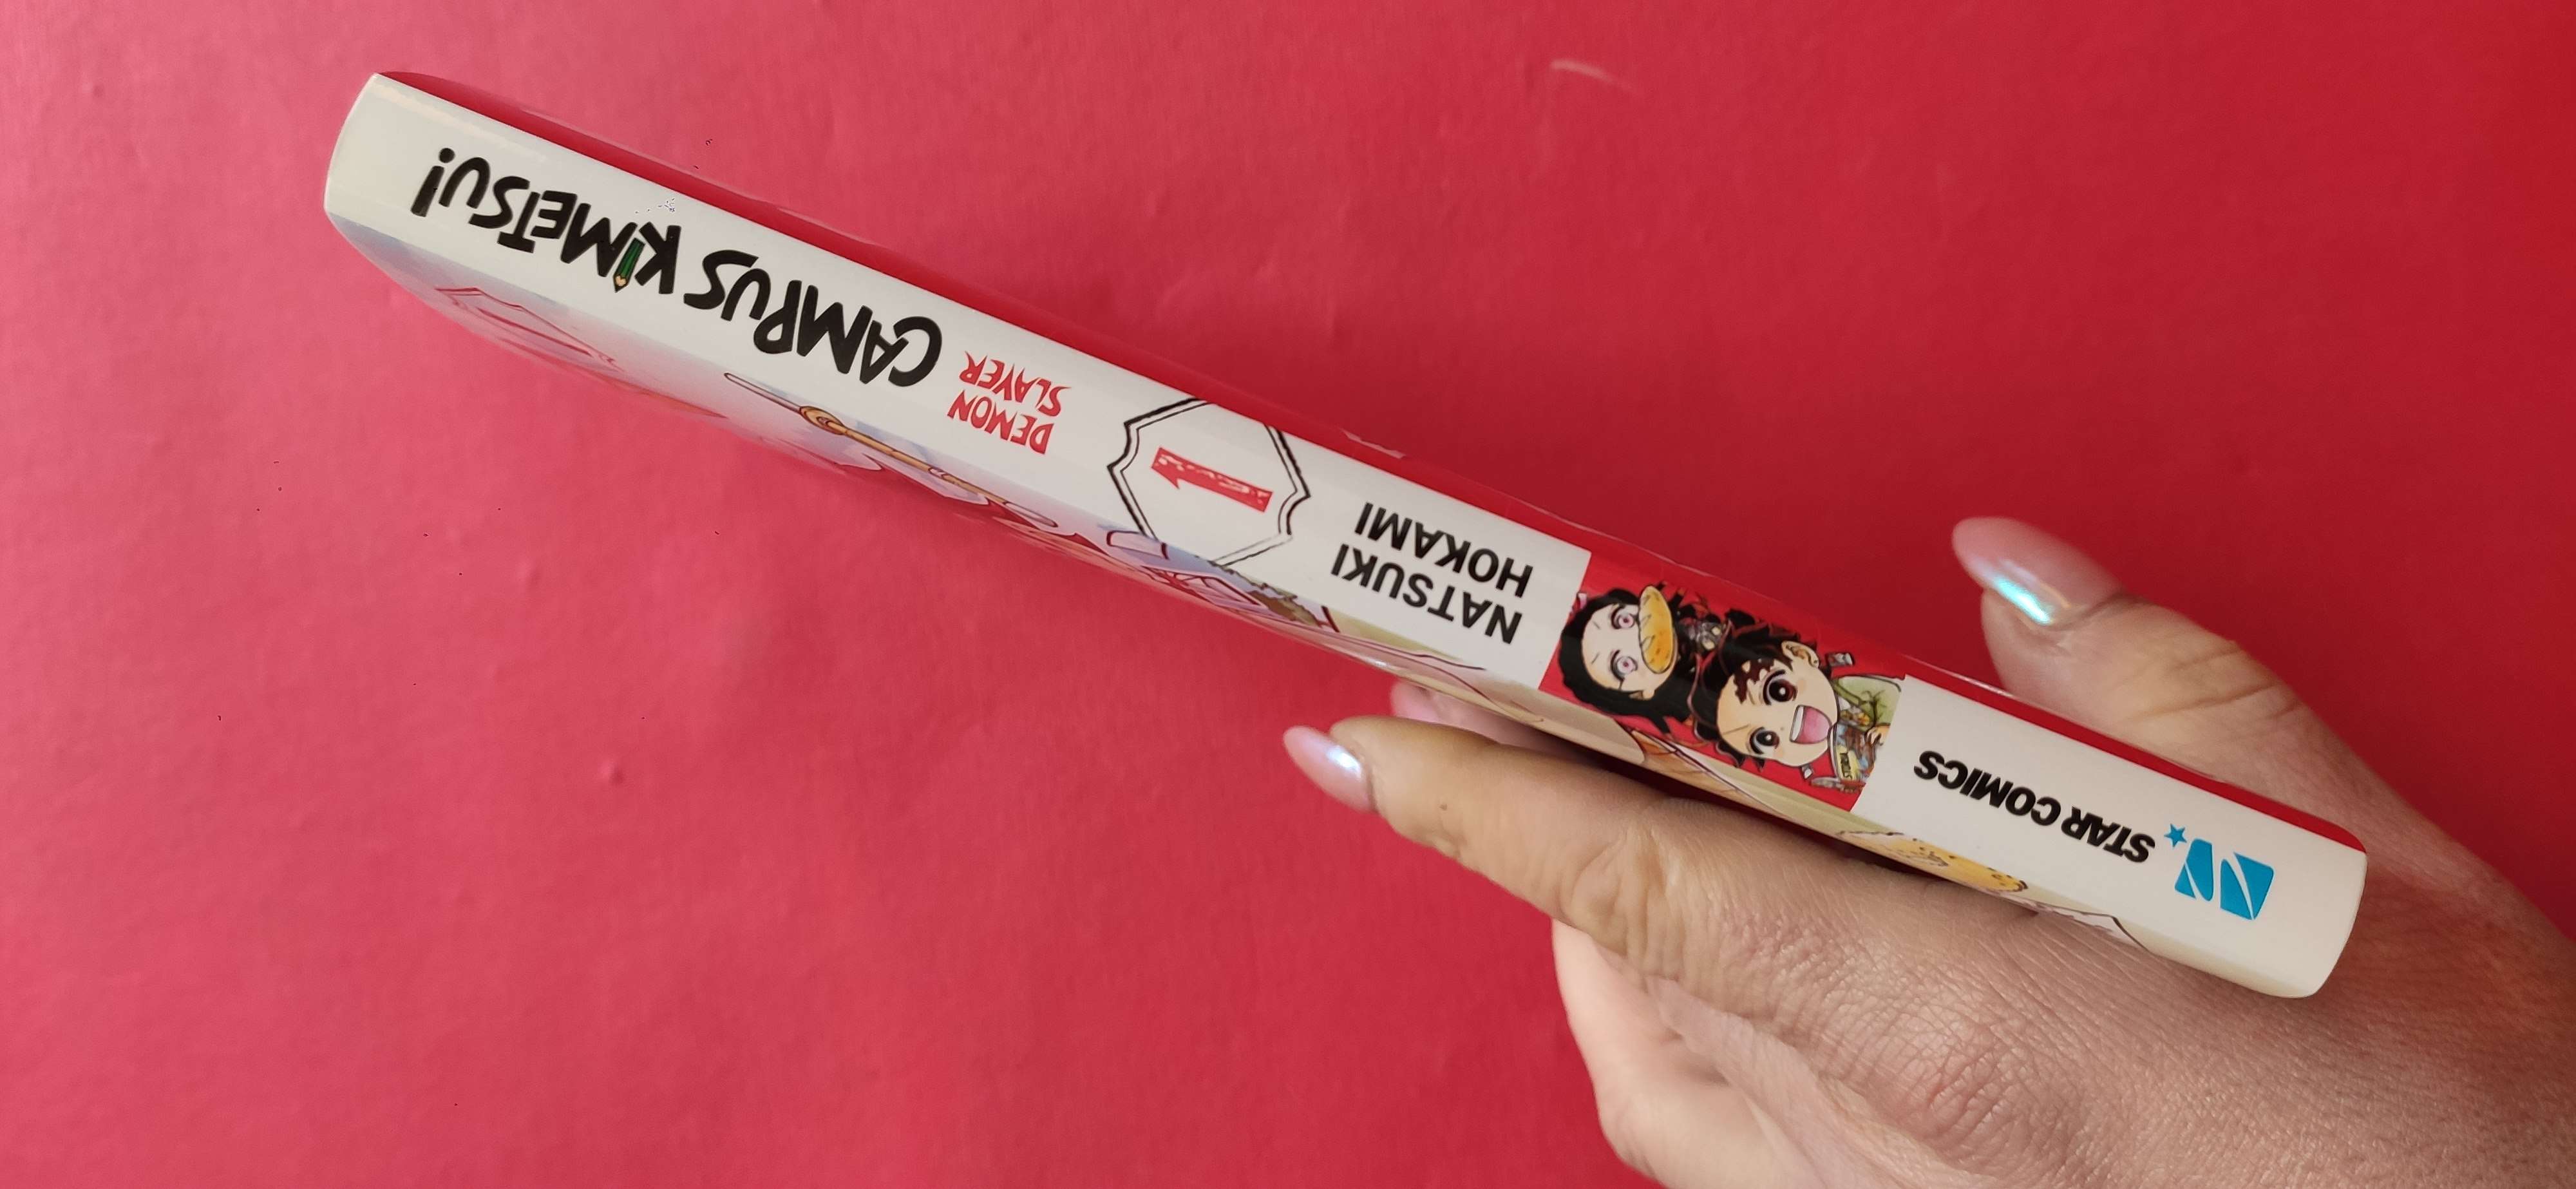 STAR COMICS
NATSUKI
HOKAMI
1
DEMON
SLAYER
CAMPUS KIMETSU!